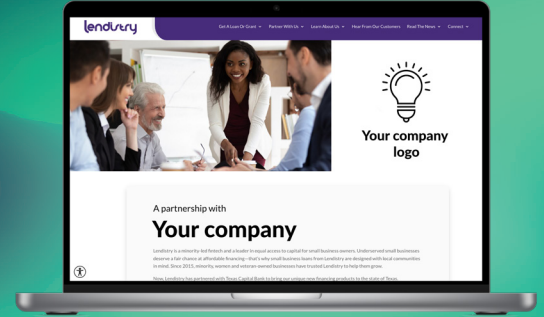 lendistry
Get A Loan Or Grant Partner With Us Learn About Us Hear From Our Customers Read The News Connect
Your company
logo
A partnership with
Your company
Lendistry is a minority-led fintech and a leader in equal access to capital for small business owners. Underserved small businesses
deserve a fair chance at affordable financing—that's why small business loans from Lendistry are designed with local communities
in mind. Since 2015, minority, women and veteran-owned businesses have trusted Lendistry to help them grow.
Now, Lendistry has partnered with Texas Capital Bank to bring our unique new financing products to the state of Texas.